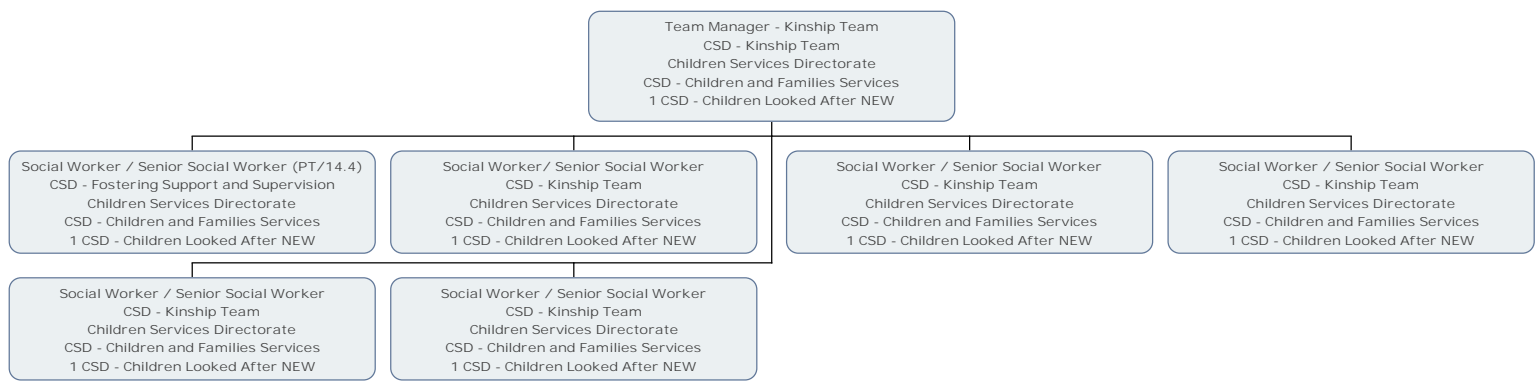 Team Manager - Kinship Team
CSD - Kinship Team
Children Services Directorate
CSD - Children and Families Services
1 CSD - Children Looked After NEW
Social Worker / Senior Social Worker (PT/14.4)
CSD - Fostering Support and Supervision
Children Services Directorate
CSD - Children and Families Services
1 CSD - Children Looked After NEW
Social Worker/ Senior Social Worker
CSD - Kinship Team
Children Services Directorate
CSD - Children and Families Services
1 CSD - Children Looked After NEW
Social Worker / Senior Social Worker
CSD - Kinship Team
Children Services Directorate
CSD - Children and Families Services
1 CSD - Children Looked After NEW
Social Worker / Senior Social Worker
CSD - Kinship Team
Children Services Directorate
CSD - Children and Families Services
1 CSD - Children Looked After NEW
Social Worker / Senior Social Worker
CSD - Kinship Team
Children Services Directorate
CSD - Children and Families Services
1 CSD - Children Looked After NEW
Social Worker / Senior Social Worker
CSD - Kinship Team
Children Services Directorate
CSD - Children and Families Services
1 CSD - Children Looked After NEW